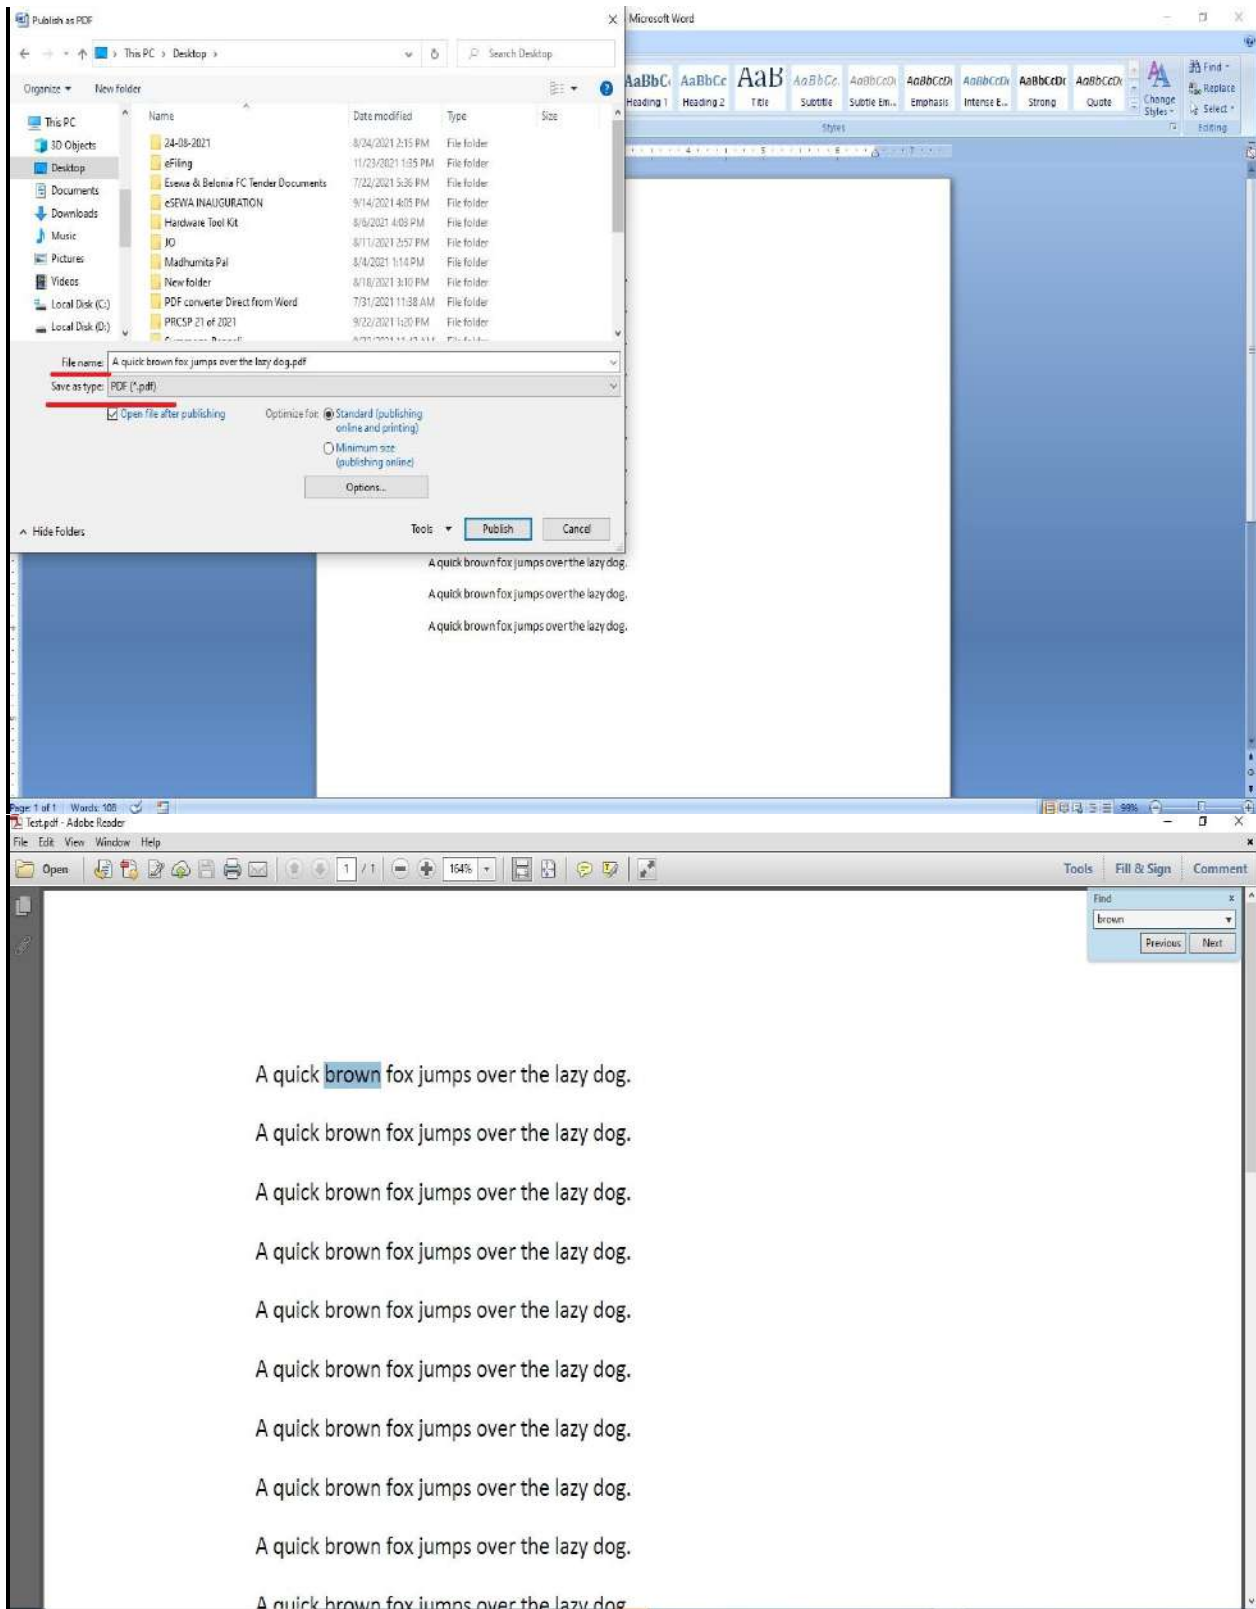 Publish as PDF
Microsoft Word
This PC > Desktop >
Search Desktop
Organize
New folder
Name Date modified Type Size
This PC
3D Objects
Desktop
Documents
Downloads
Music
Pictures
Videos
Local Disk (C:)
Local Disk (D:)
24-08-2021 8/24/2021 2:15 PM File folder
eFiling 11/23/2021 1:35 PM File folder
Esewa & Belonia FC Tender Documents 7/22/2021 5:36 PM File folder
eSEWA INAUGURATION 9/14/2021 4:05 PM File folder
Hardware Tool Kit 8/6/2021 4:03 PM File folder
JO 8/11/2021 2:57 PM File folder
Madhumita Pal 8/4/2021 1:14 PM File folder
New folder 8/18/2021 3:10 PM File folder
PDF converter Direct from Word 7/31/2021 11:38 AM File folder
PRCSP 21 of 2021 9/22/2021 1:20 PM File folder
File name: A quick brown fox jumps over the lazy dog.pdf
Save as type: PDF (*.pdf)
Open file after publishing
Optimize for: Standard (publishing
online and printing)
Minimum size
(publishing online)
Options...
Hide Folders
Tools Publish Cancel
AaBbC AaBbCc AaB AaBbCc. AaBbCcDi AaBbCcDi AaBbCcDi AaBbCcDc AaBbCcDi
Heading 1 Heading 2 Title Subtitle Subtle Em... Emphasis Intense E... Strong Quote
Change
Styles
Styles
Find
Replace
Select
Editing
A quick brown fox jumps over the lazy dog.
A quick brown fox jumps over the lazy dog.
A quick brown fox jumps over the lazy dog.
Page: 1 of 1 Words: 108
98%
Test.pdf - Adobe Reader
File Edit View Window Help
Open 1 / 1 164% Tools Fill & Sign Comment
Find
brown
Previous Next
A quick brown fox jumps over the lazy dog.
A quick brown fox jumps over the lazy dog.
A quick brown fox jumps over the lazy dog.
A quick brown fox jumps over the lazy dog.
A quick brown fox jumps over the lazy dog.
A quick brown fox jumps over the lazy dog.
A quick brown fox jumps over the lazy dog.
A quick brown fox jumps over the lazy dog.
A quick brown fox jumps over the lazy dog.
A quick brown fox jumps over the lazy dog.